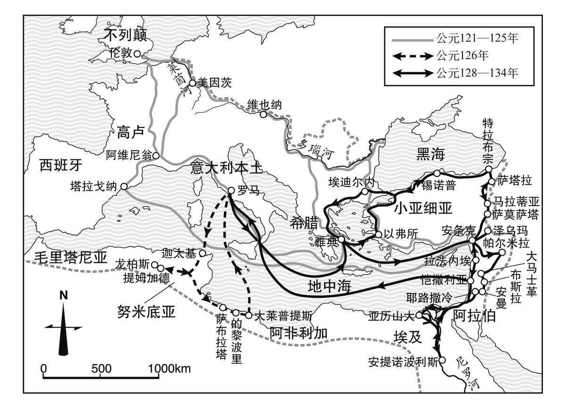 公元121—125年
公元126年
公元128—134年
不列颠
伦敦
莱茵河
美因茨
维也纳
多瑙河
高卢
阿维尼翁
西班牙
塔拉戈纳
意大利本土
罗马
黑海
特拉布宗
萨塔拉
锡诺普
埃迪尔内
小亚细亚
马拉蒂亚
萨莫萨塔
希腊
雅典
以弗所
安条克
泽乌玛
帕尔米拉
毛里塔尼亚
迦太基
龙柏斯
提姆加德
努米底亚
地中海
拉法内埃
恺撒利亚
大马士革
布斯拉
安曼
耶路撒冷
阿拉伯
萨布拉塔
的黎波里
大莱普提斯
阿非利加
亚历山大
埃及
安提诺波利斯
尼罗河
N
0 500 1000km